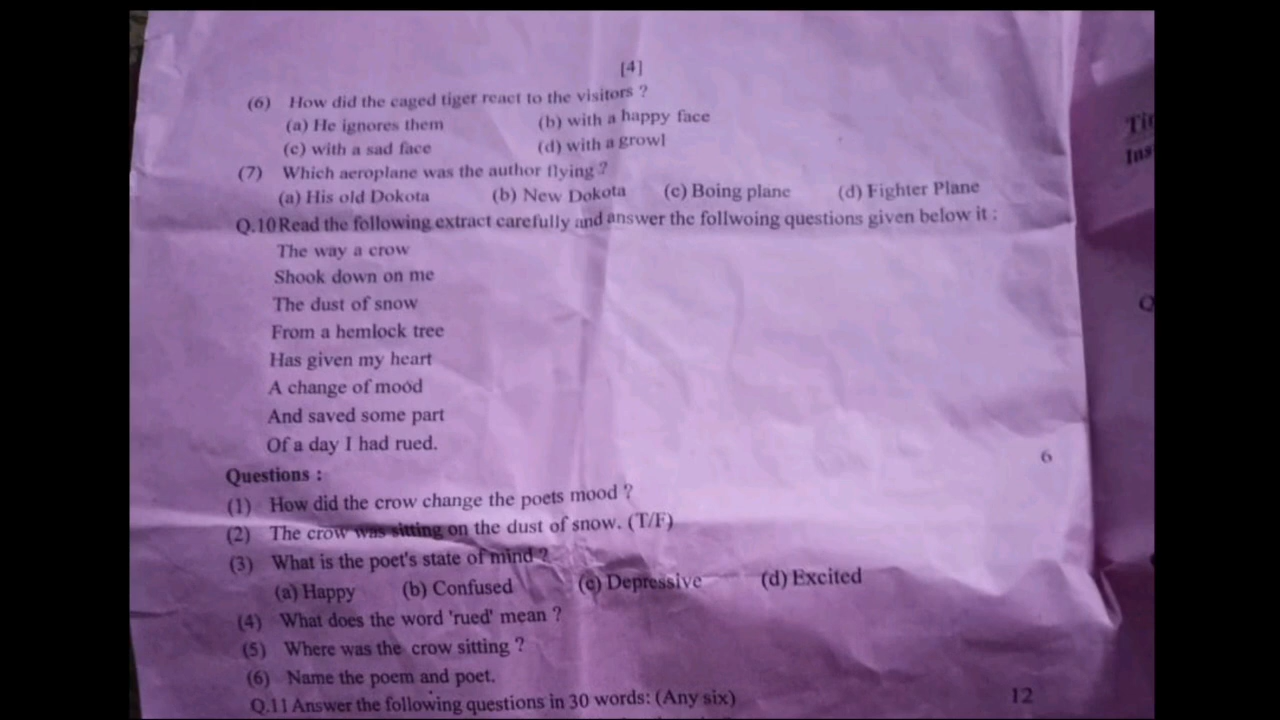 [4]
(6) How did the caged tiger react to the visitors ?
(a) He ignores them (b) with a happy face
(c) with a sad face (d) with a growl
(7) Which aeroplane was the author flying ?
(a) His old Dokota (b) New Dokota (c) Boing plane (d) Fighter Plane
Q.10 Read the following extract carefully and answer the follwoing questions given below it :
The way a crow
Shook down on me
The dust of snow
From a hemlock tree
Has given my heart
A change of mood
And saved some part
Of a day I had rued.
6
Questions :
(1) How did the crow change the poets mood ?
(2) The crow was sitting on the dust of snow. (T/F)
(3) What is the poet's state of mind ?
(a) Happy (b) Confused (c) Depressive (d) Excited
(4) What does the word 'rued' mean ?
(5) Where was the crow sitting ?
(6) Name the poem and poet.
Q.11 Answer the following questions in 30 words: (Any six) 12